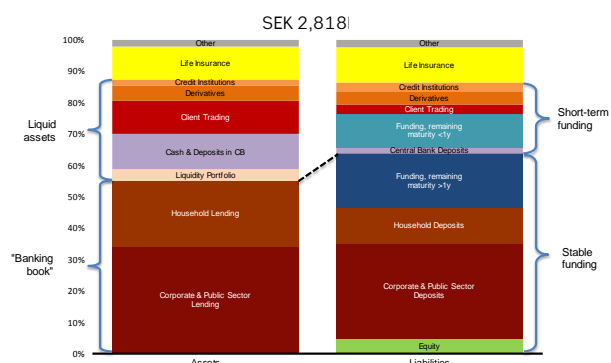 SEK 2,818
100%
90%
80%
70%
60%
50%
40%
30%
20%
10%
0%
Liquid
assets
"Banking
book"
Other
Life Insurance
Credit Institutions
Derivatives
Client Trading
Cash & Deposits in CB
Liquidity Portfolio
Household Lending
Corporate & Public Sector
Lending
Assets
Other
Life Insurance
Credit Institutions
Derivatives
Client Trading
Funding, remaining
maturity <1y
Central Bank Deposits
Funding, remaining
maturity >1y
Household Deposits
Corporate & Public Sector
Deposits
Equity
Liabilities
Short-term
funding
Stable
funding